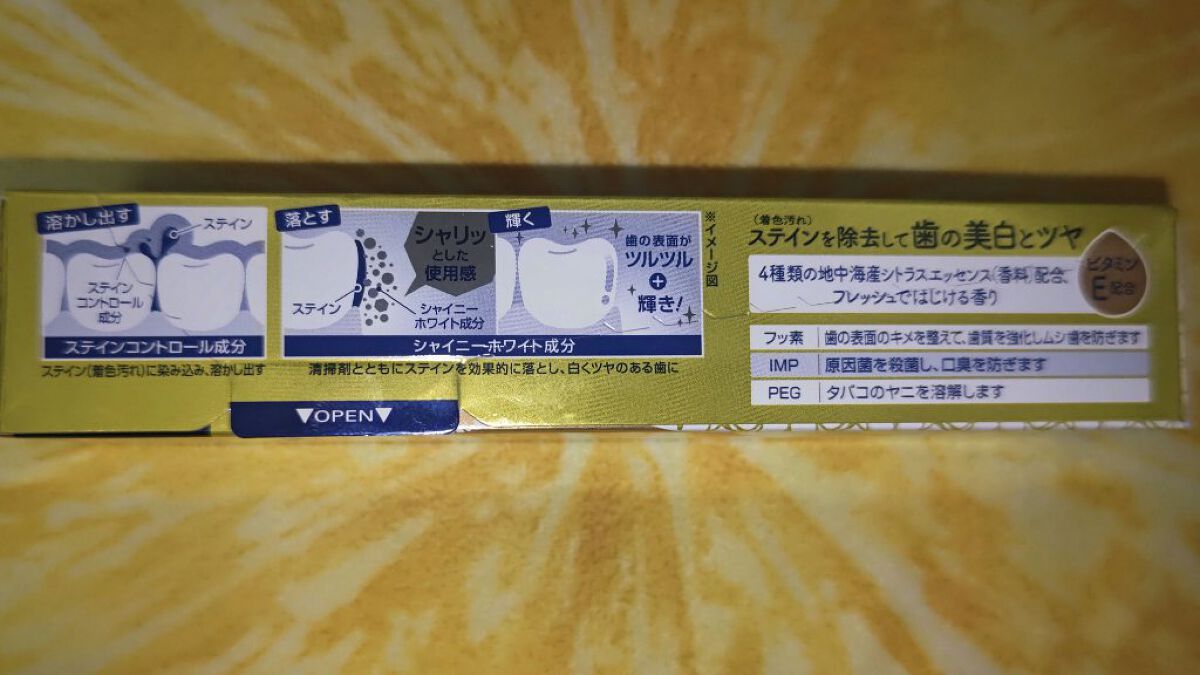 溶かし出す
ステイン
ステイン
コントロール
成分
ステインコントロール成分
ステイン(着色汚れ)に染み込み、溶かし出す
落とす
シャリッ
とした
使用感
ステイン
シャイニー
ホワイト成分
輝く
歯の表面が
ツルツル
+
輝き!
シャイニーホワイト成分
清掃剤とともにステインを効果的に落とし、白くツヤのある歯に
※イメージ図
(着色汚れ)
ステインを除去して歯の美白とツヤ
4種類の地中海産シトラスエッセンス(香料)配合、
フレッシュではじける香り
ビタミン
E配合
フッ素 歯の表面のキメを整えて、歯質を強化しムシ歯を防ぎます
IMP 原因菌を殺菌し、口臭を防ぎます
PEG タバコのヤニを溶解します
▼OPEN▼